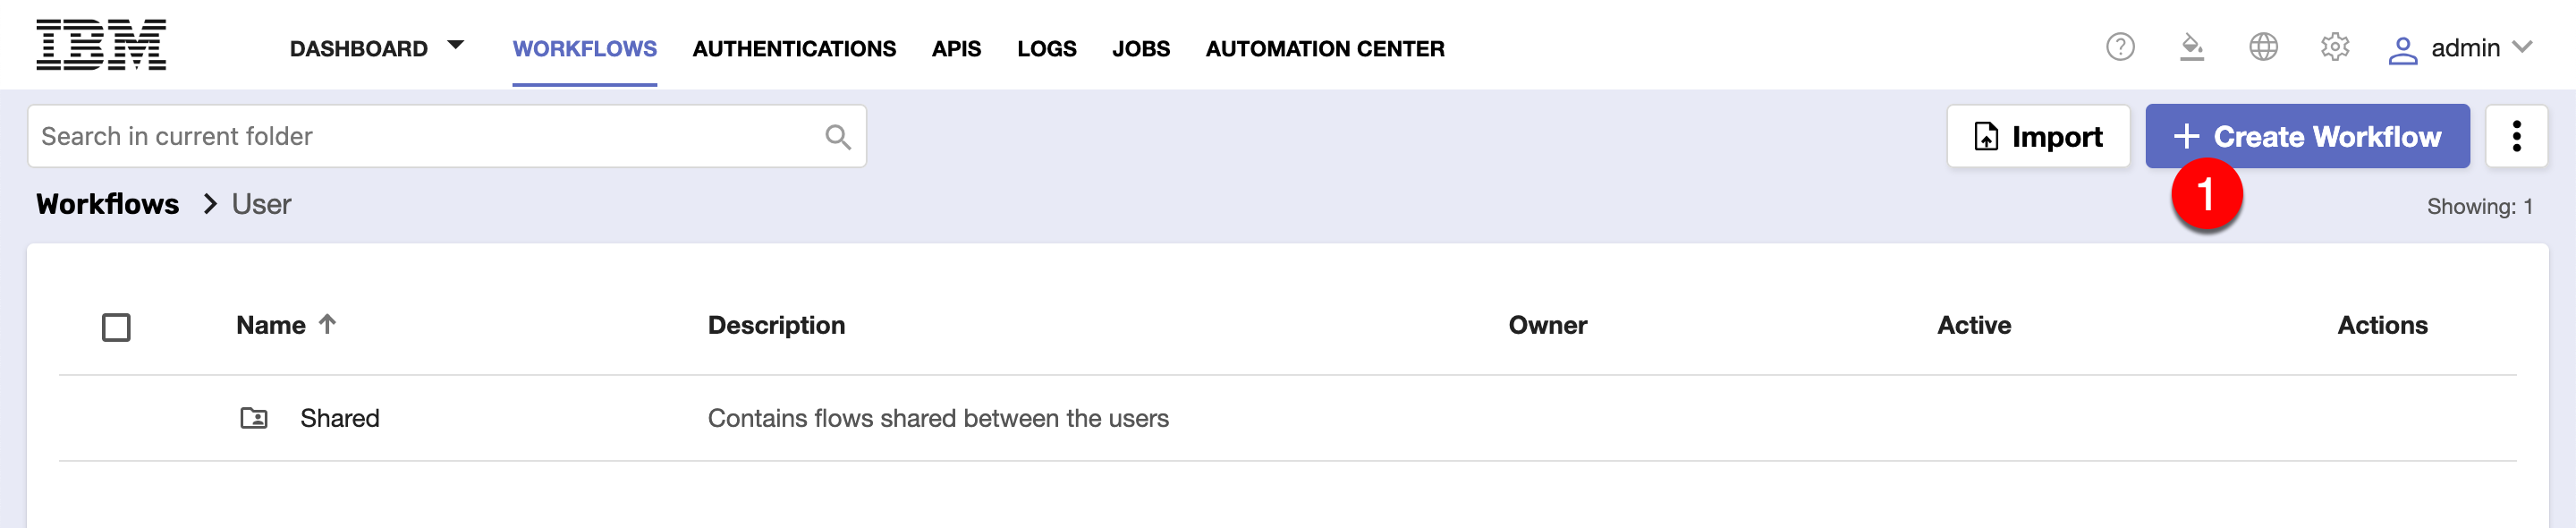 IBM DASHBOARD WORKFLOWS AUTHENTICATIONS APIS LOGS JOBS AUTOMATION CENTER admin
Search in current folder Import + Create Workflow
1
Workflows > User Showing: 1
Name ↑ Description Owner Active Actions
Shared Contains flows shared between the users